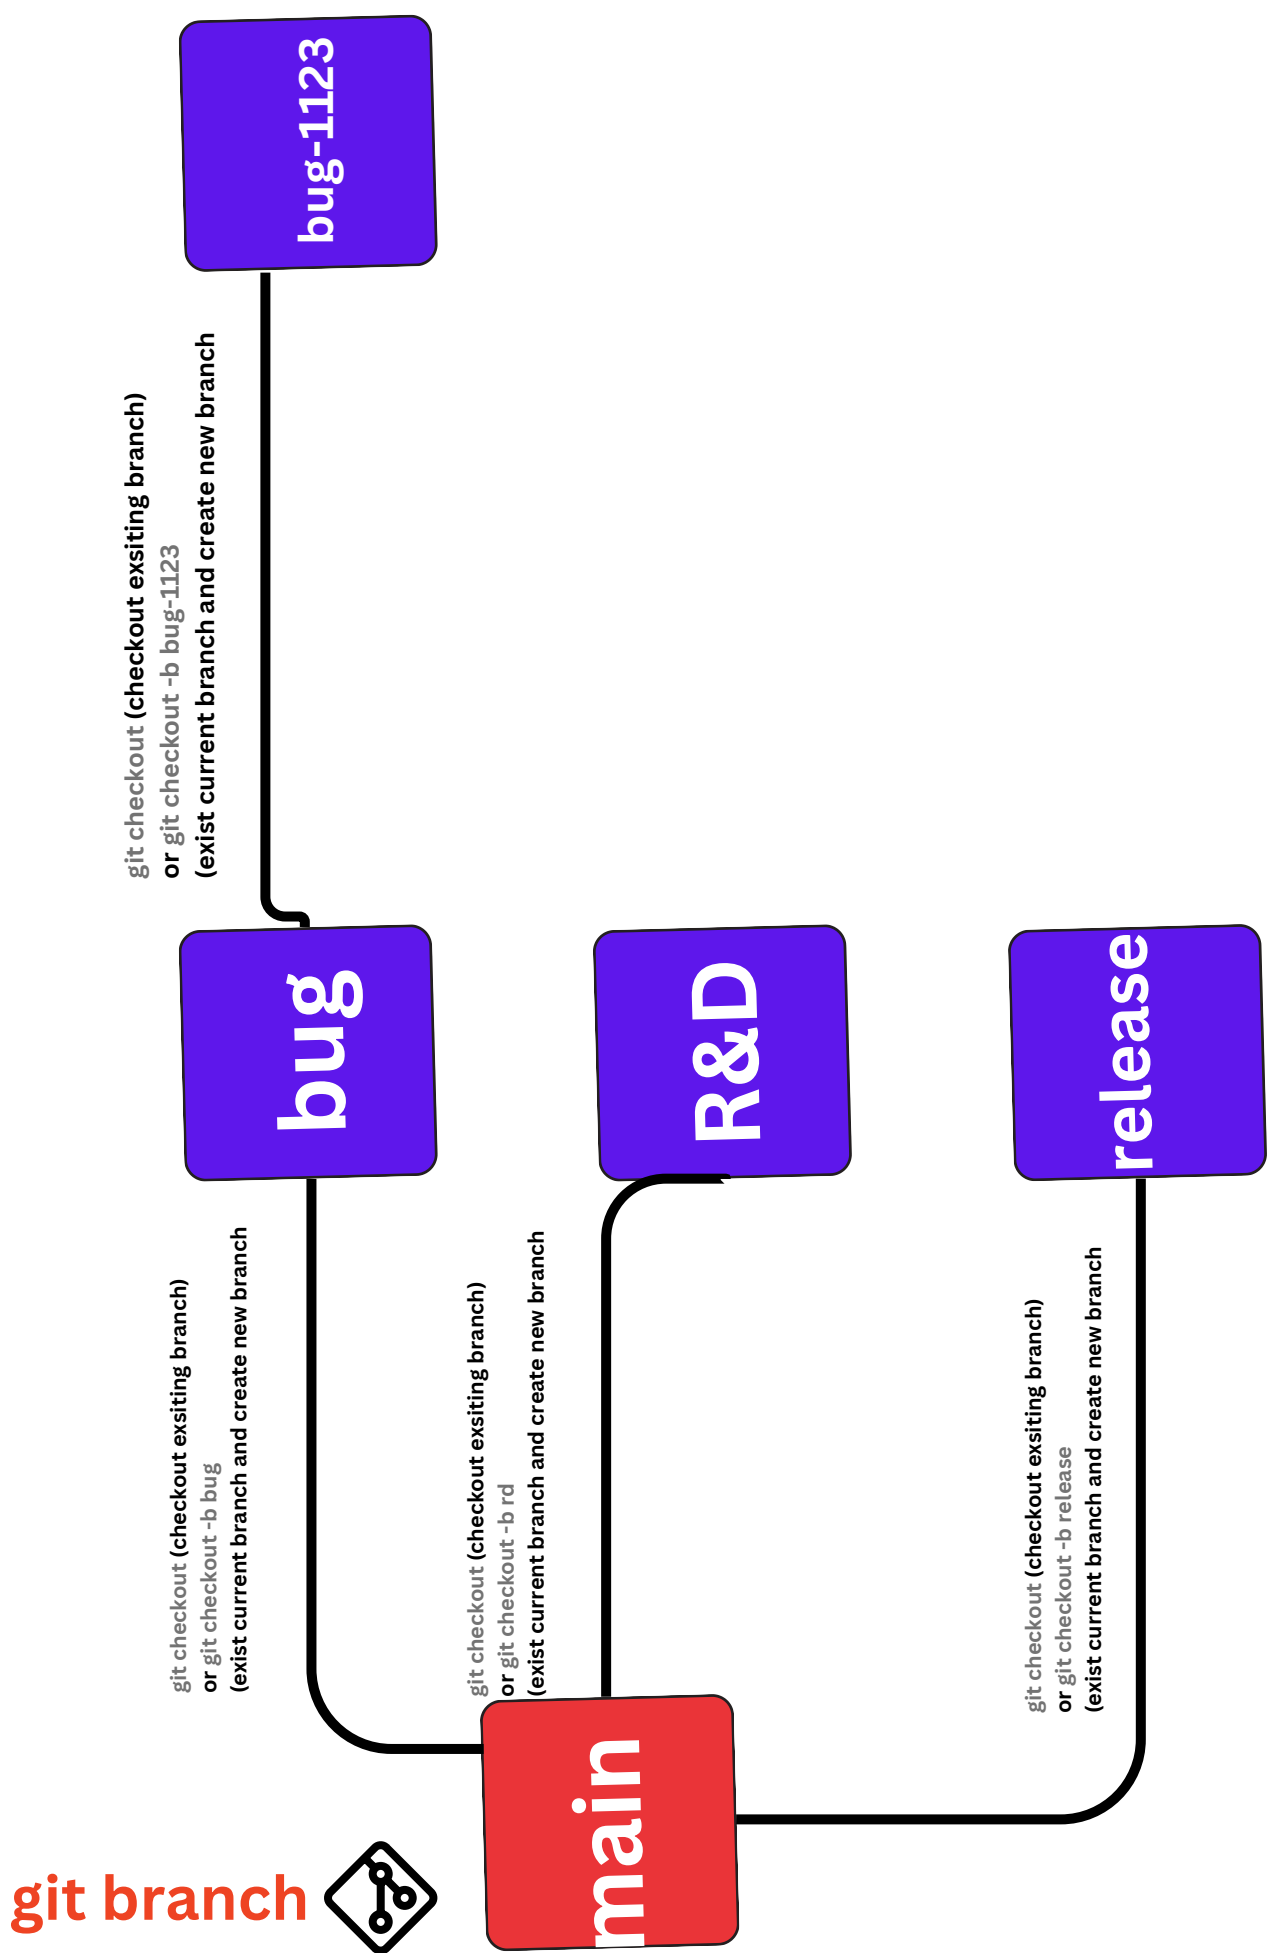 git branch
main
git checkout (checkout exsiting branch)
or git checkout -b bug
(exist current branch and create new branch
git checkout (checkout exsiting branch)
or git checkout -b rd
(exist current branch and create new branch
git checkout (checkout exsiting branch)
or git checkout -b release
(exist current branch and create new branch
bug
R&D
release
git checkout (checkout exsiting branch)
or git checkout -b bug-1123
(exist current branch and create new branch
bug-1123